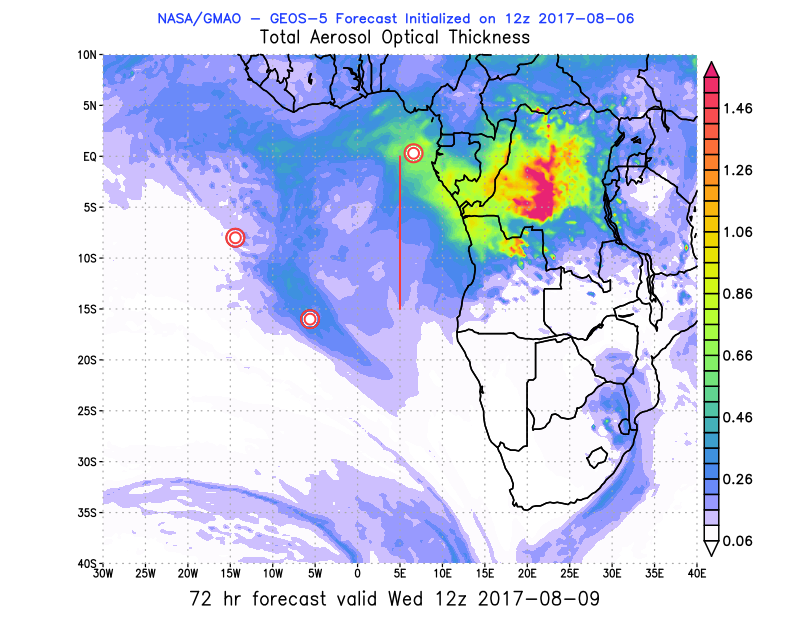 NASA/GMAO - GEOS-5 Forecast Initialized on 12z 2017-08-06
Total Aerosol Optical Thickness
10N
5N
EQ
5S
10S
15S
20S
25S
30S
35S
40S
30W 25W 20W 15W 10W 5W 0 5E 10E 15E 20E 25E 30E 35E 40E
1.46
1.26
1.06
0.86
0.66
0.46
0.26
0.06
72 hr forecast valid Wed 12z 2017-08-09